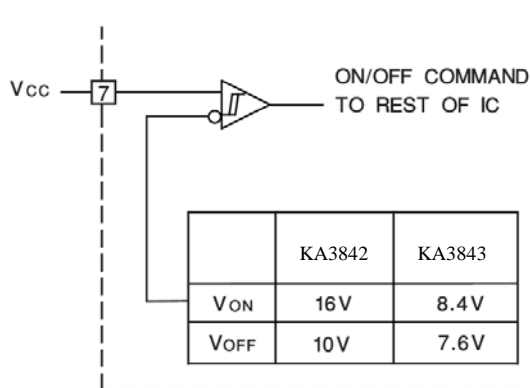 ON/OFF COMMAND
Vcc 7 TO REST OF IC
KA3842 KA3843
VON 16V 8.4V
VOFF 10V 7.6V